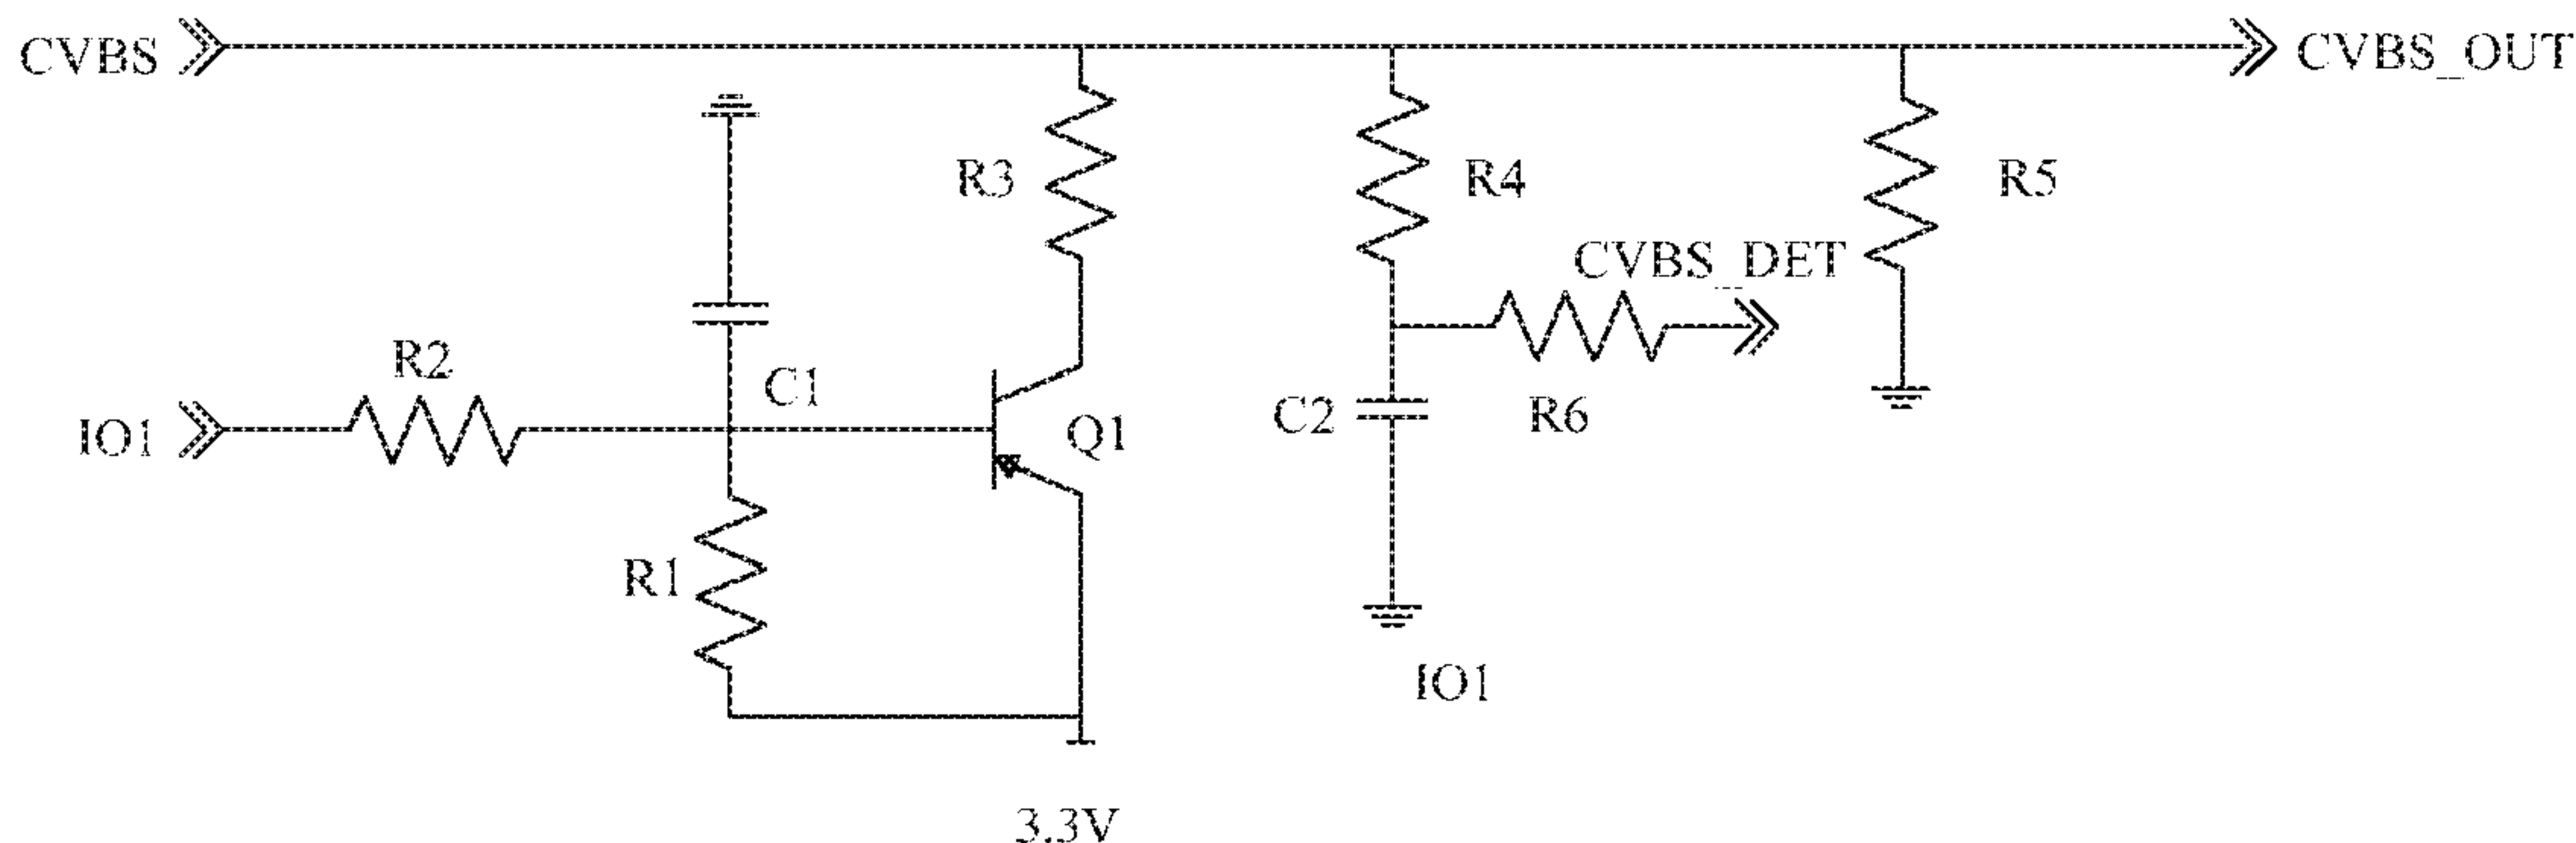 CVBS
CVBS_OUT
R3
R4
R5
CVBS_DET
R2
C1
IO1
Q1
C2
R6
R1
IO1
3.3V